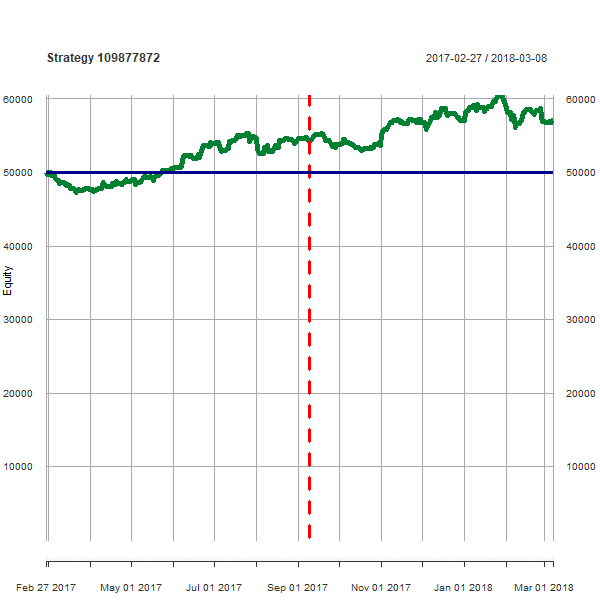 Strategy 109877872
2017-02-27 / 2018-03-08
60000
60000
50000
50000
40000
40000
Equity
30000
30000
20000
20000
10000
10000
Feb 27 2017
May 01 2017
Jul 01 2017
Sep 01 2017
Nov 01 2017
Jan 01 2018
Mar 01 2018